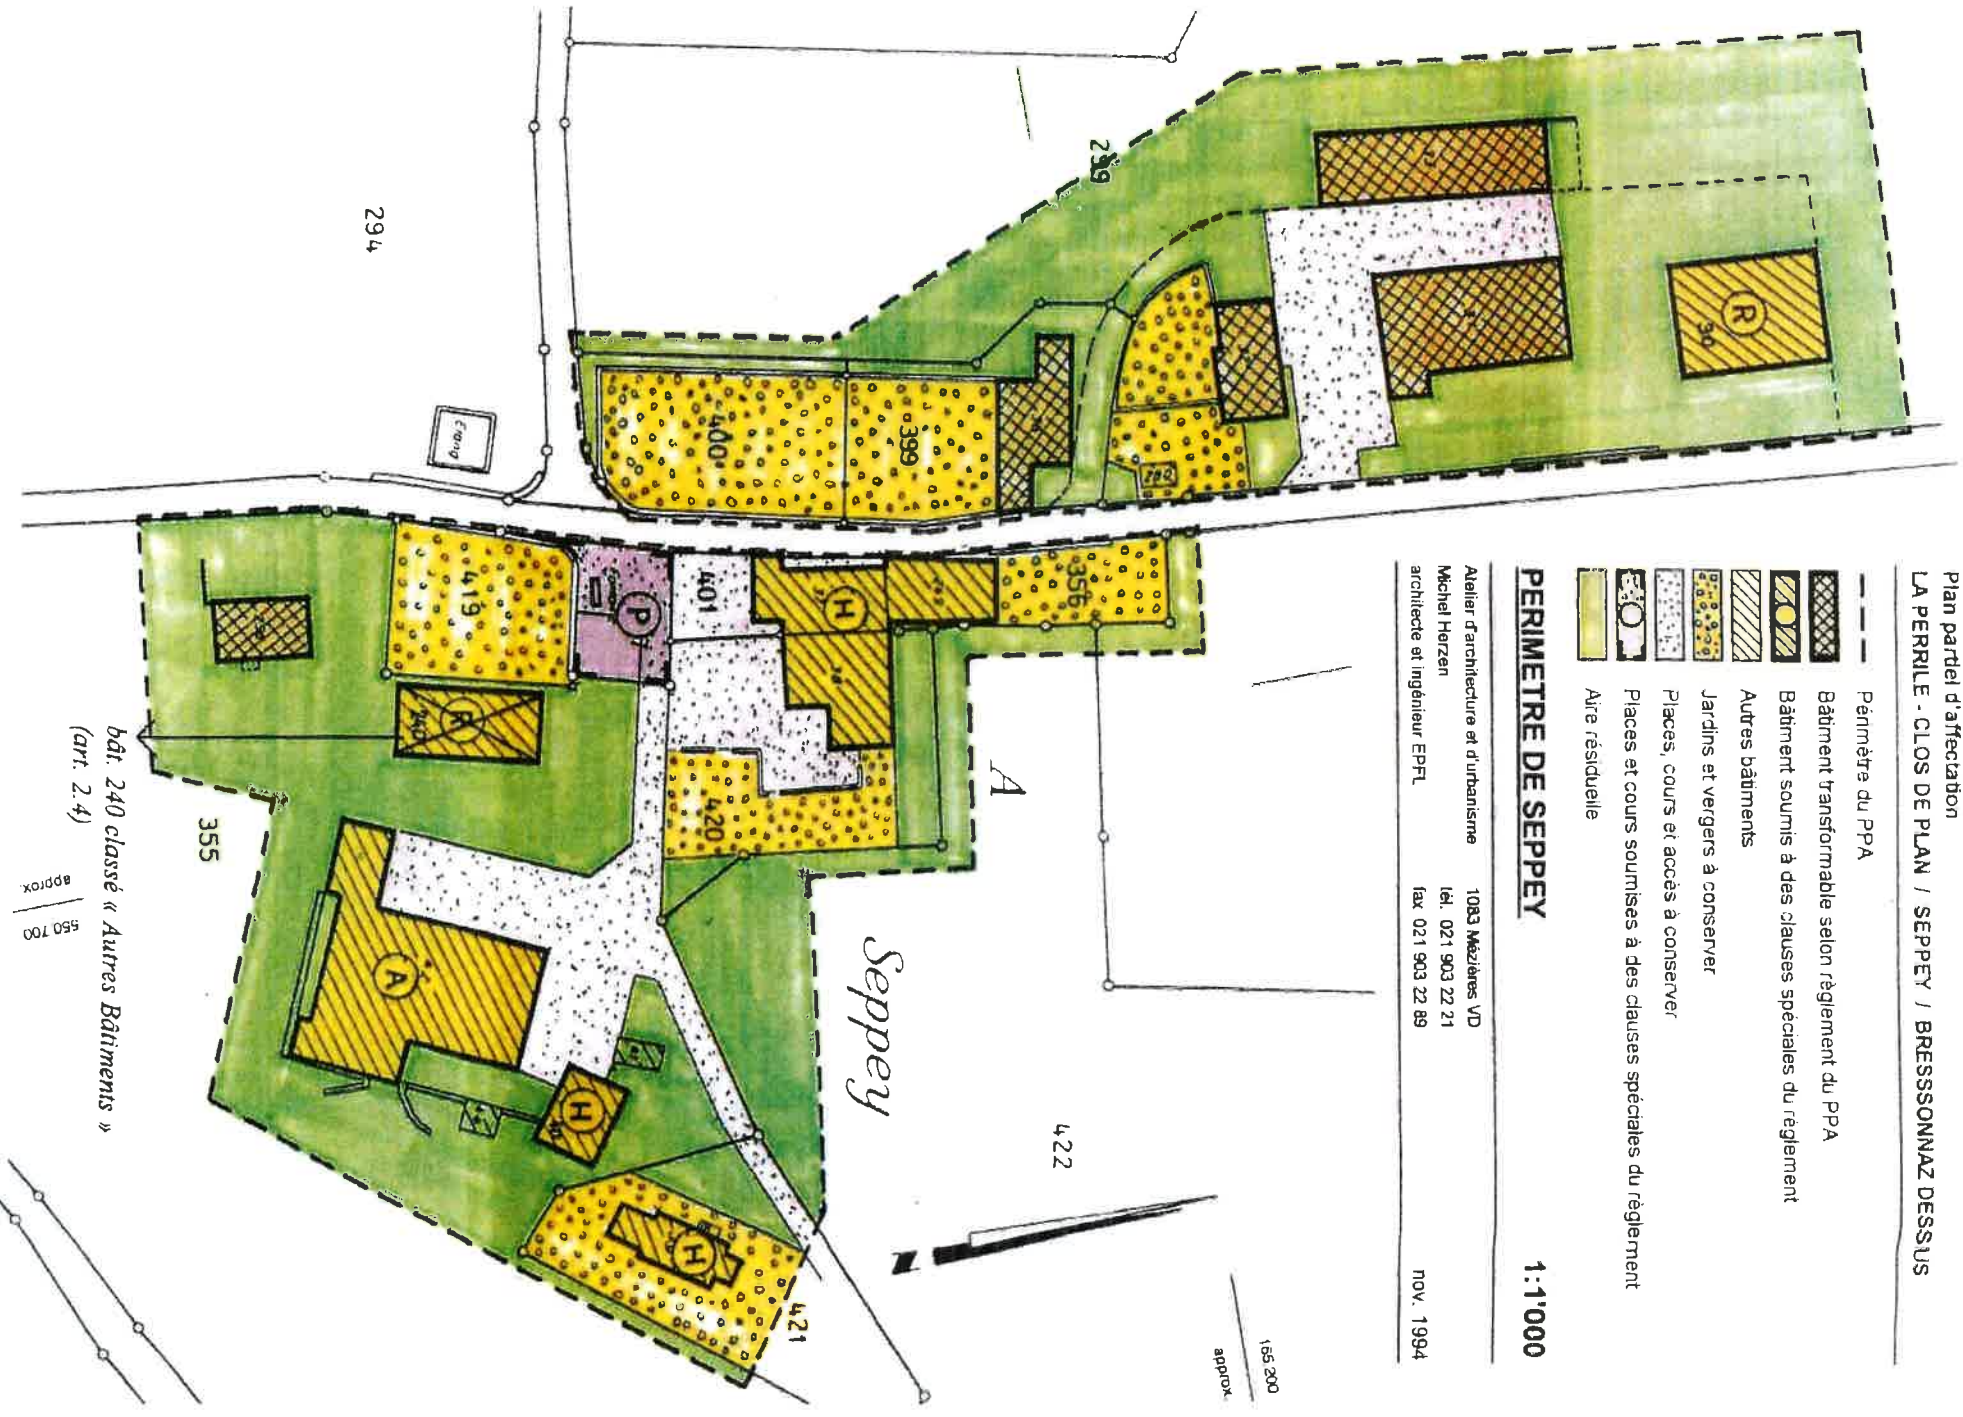 Plan partiel d'affectation
LA PERRLE - CLOS DE PLAN / SEPPEY / BRESSSONNAZ DESSUS
Périmètre du PPA
Bâtiment transformable selon règlement du PPA
Bâtiment soumis à des clauses spéciales du règlement
Autres bâtiments
Jardins et vergers à conserver
Places, cours et accès à conserver
Places et cours soumises à des clauses spéciales du règlement
Aire résiduelle
PERIMETRE DE SEPPEY 1:1'000
Atelier d'architecture et d'urbanisme 1083 Mézières VD
Michel Herzen tél. 021 903 22 21
architecte et ingénieur EPFL fax 021 903 22 89 nov. 1994
165.200
approx.
R
30
299
294
400
399
280
Etang
356
401
H
P
419
420
R
240
A
Seppey
422
A
H
H
421
355
bât. 240 classé « Autres Bâtiments »
(art. 2.4)
550.700
approx